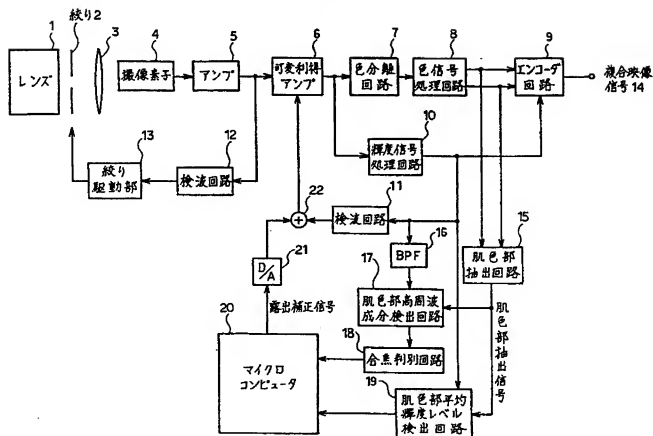 1
レンズ
絞り2
3
4
撮像素子
5
アンプ
6
可変利得
アンプ
7
色分離
回路
8
色信号
処理回路
9
エンコーダ
回路
複合映像
信号14
10
輝度信号
処理回路
13
絞り
駆動部
12
検波回路
22
+
11
検波回路
15
肌色部
抽出回路
16
BPF
21
D/A
17
肌色部高周波
成分検出回路
肌色部抽出信号
露出補正信号
20
マイクロ
コンピュータ
18
合焦判別回路
19
肌色部平均
輝度レベル
検出回路